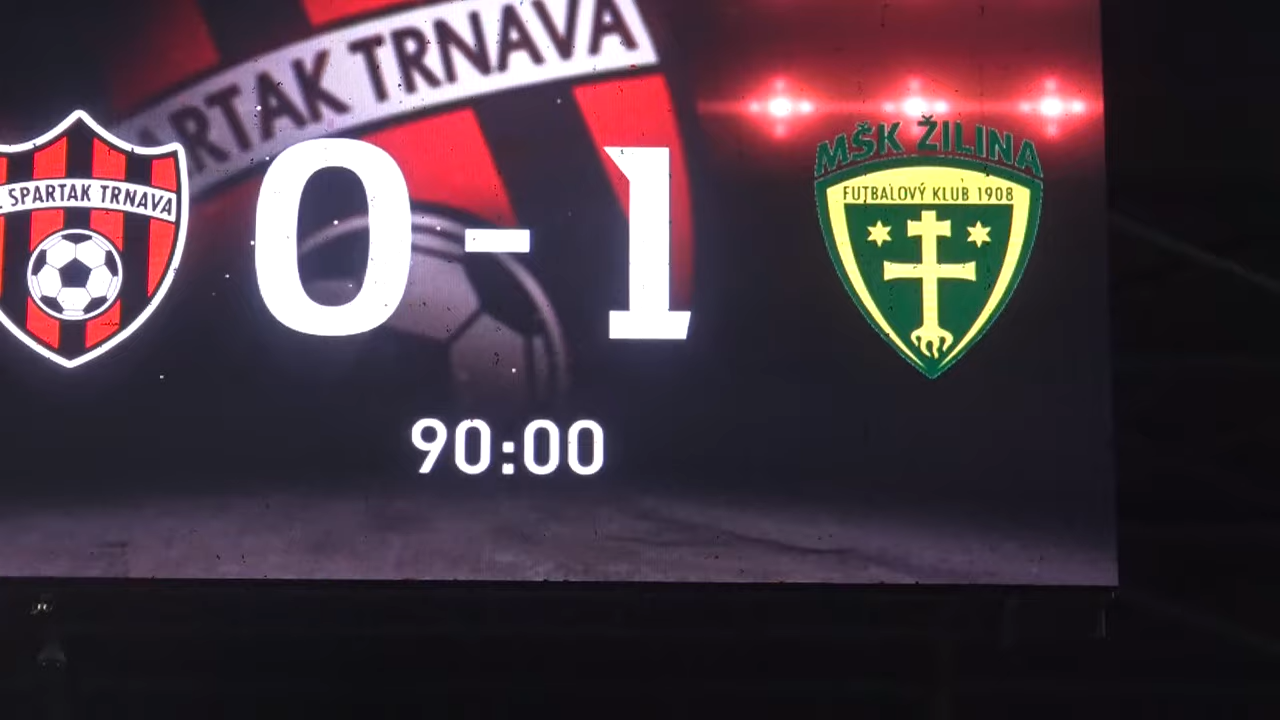 SPARTAK TRNAVA
SPARTAK TRNAVA
0 - 1
MŠK ŽILINA
FUTBALOVÝ KLUB 1908
90:00